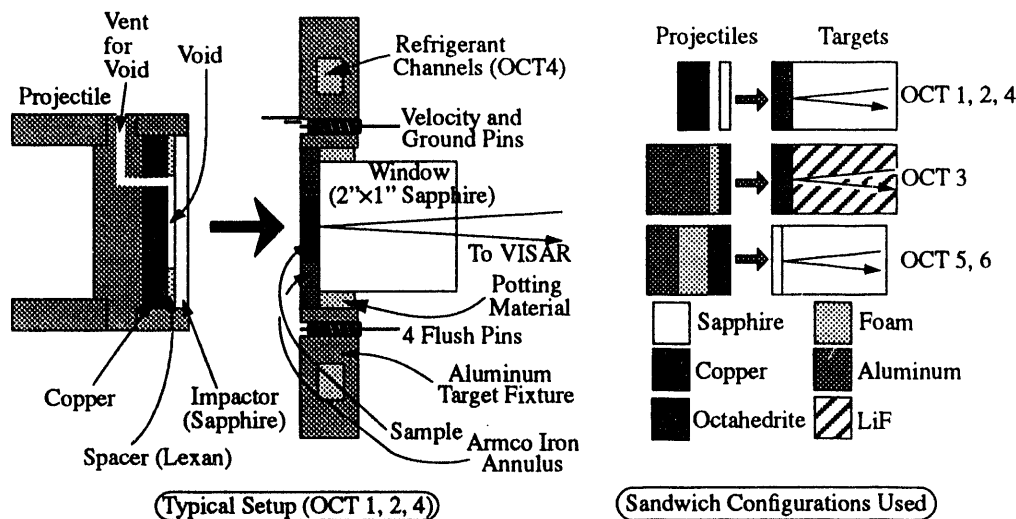 Vent
for
Void
Void
Projectile
Copper
Impactor
(Sapphire)
Spacer (Lexan)
Refrigerant
Channels (OCT4)
Velocity and
Ground Pins
Window
(2"×1" Sapphire)
To VISAR
Potting
Material
4 Flush Pins
Aluminum
Target Fixture
Sample
Armco Iron
Annulus
Typical Setup (OCT 1, 2, 4)
Projectiles
Targets
OCT 1, 2, 4
OCT 3
OCT 5, 6
Sapphire
Foam
Copper
Aluminum
Octahedrite
LiF
Sandwich Configurations Used